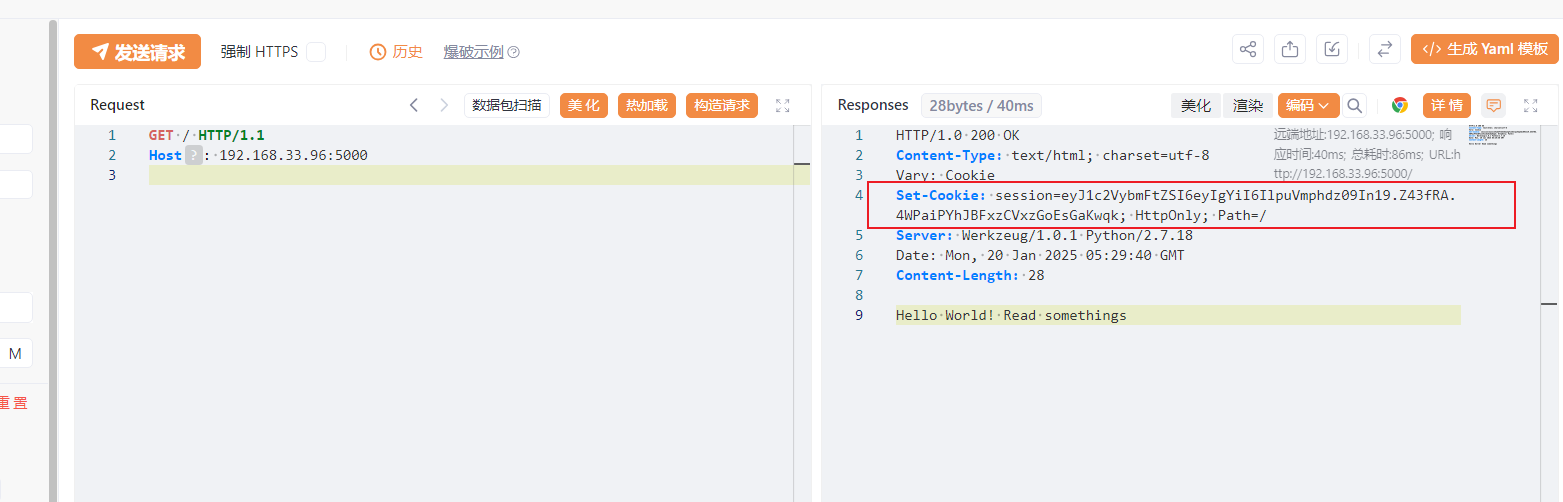 发送请求 强制 HTTPS 历史 爆破示例 生成 Yaml 模板
Request 数据包扫描 美化 热加载 构造请求
1 GET / HTTP/1.1
2 Host ? : 192.168.33.96:5000
3
M
重置
Responses 28bytes / 40ms 美化 渲染 编码 详情
远端地址:192.168.33.96:5000; 响
应时间:40ms; 总耗时:86ms; URL:h
ttp://192.168.33.96:5000/
1 HTTP/1.0 200 OK
2 Content-Type: text/html; charset=utf-8
3 Vary: Cookie
4 Set-Cookie: session=eyJ1c2VybmFtZSI6eyIgYiI6IlpuVmphdz09In19.Z43fRA.
4WPaiPYhJBFxzCVxzGoEsGaKwqk; HttpOnly; Path=/
5 Server: Werkzeug/1.0.1 Python/2.7.18
6 Date: Mon, 20 Jan 2025 05:29:40 GMT
7 Content-Length: 28
8
9 Hello World! Read somethings